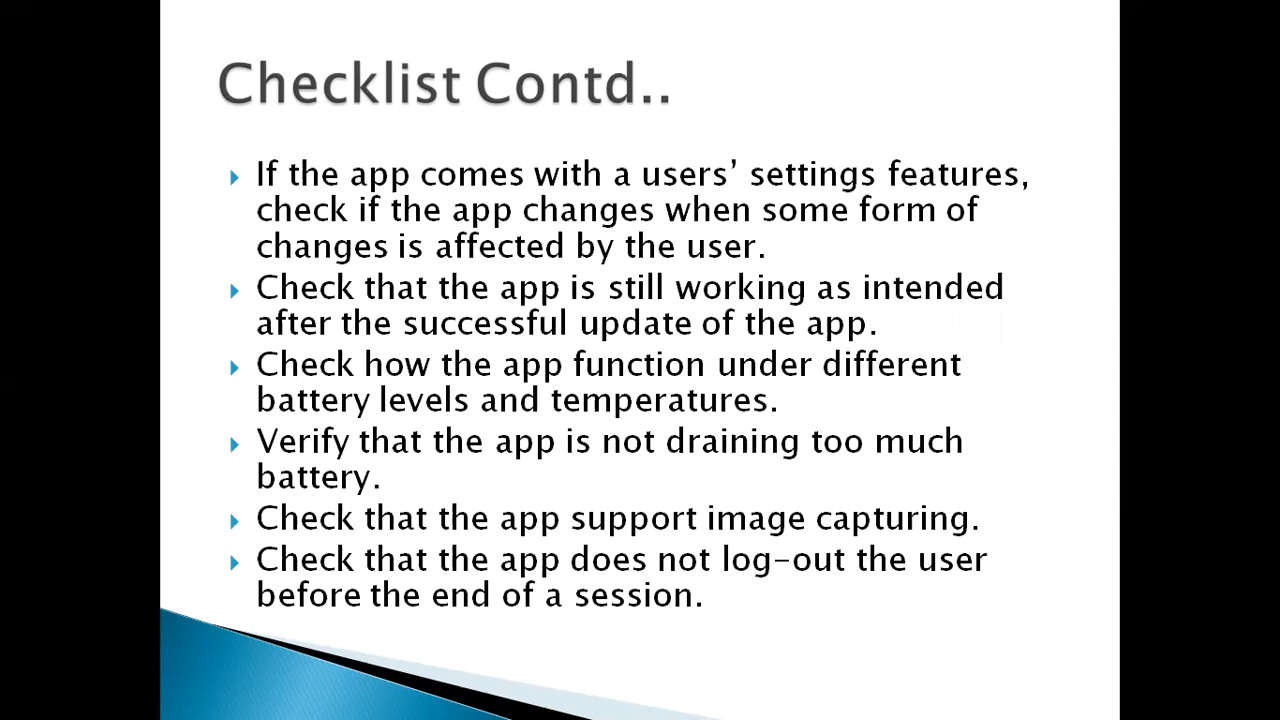 Checklist Contd..
If the app comes with a users’ settings features,
check if the app changes when some form of
changes is affected by the user.
Check that the app is still working as intended
after the successful update of the app.
Check how the app function under different
battery levels and temperatures.
Verify that the app is not draining too much
battery.
Check that the app support image capturing.
Check that the app does not log-out the user
before the end of a session.